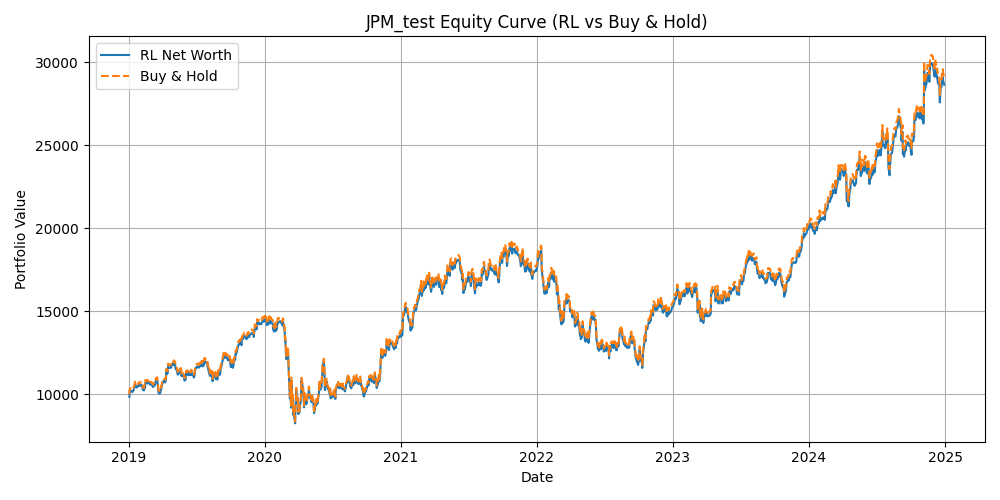 JPM_test Equity Curve (RL vs Buy & Hold)
RL Net Worth
Buy & Hold
Portfolio Value
30000
25000
20000
15000
10000
2019 2020 2021 2022 2023 2024 2025
Date